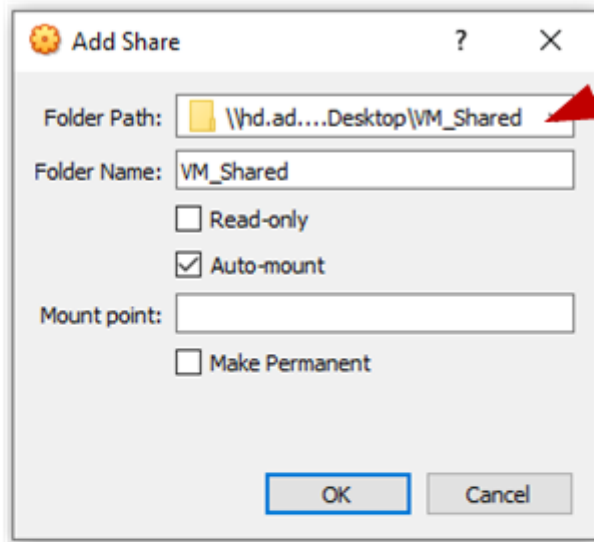 Add Share ? ×
Folder Path: \\hd.ad....Desktop\VM_Shared
Folder Name: VM_Shared
Read-only
Auto-mount
Mount point:
Make Permanent
OK Cancel